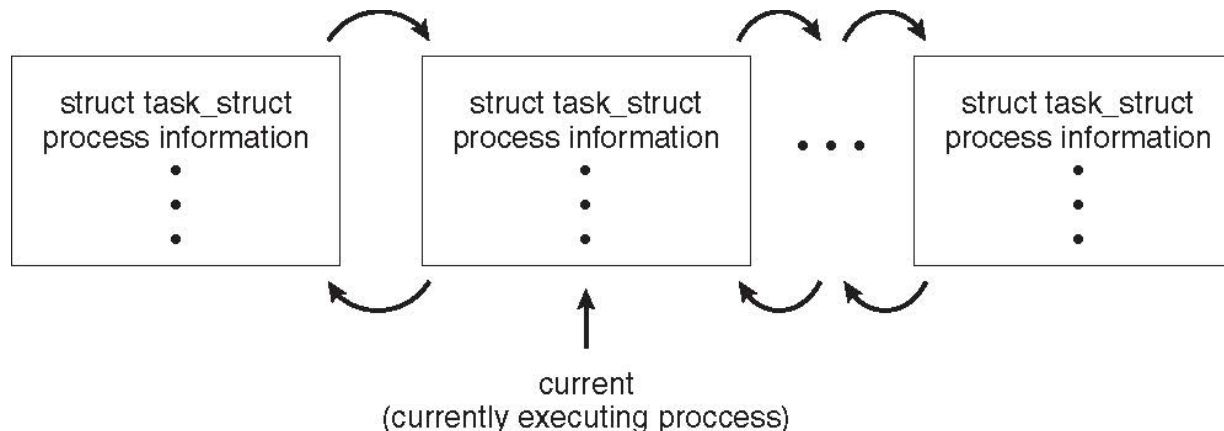 struct task_struct
process information
struct task_struct
process information
struct task_struct
process information
current
(currently executing proccess)